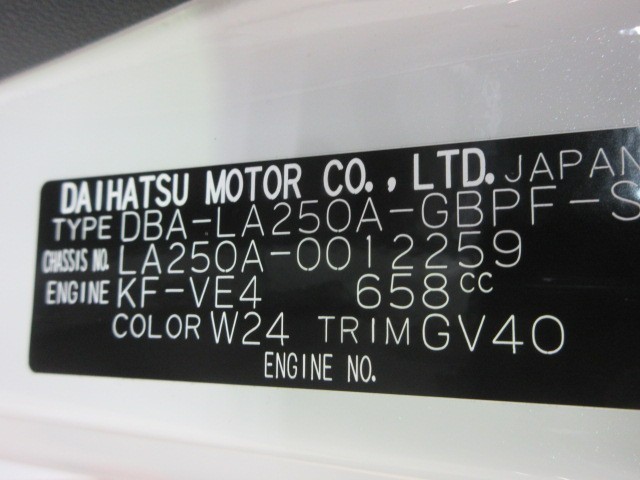 DAIHATSU MOTOR CO., LTD. JAPAN
TYPE DBA-LA250A-GBPF-S
CHASSIS NO. LA250A-0012259
ENGINE KF-VE4 658cc
COLOR W24 TRIM GV40
ENGINE NO.